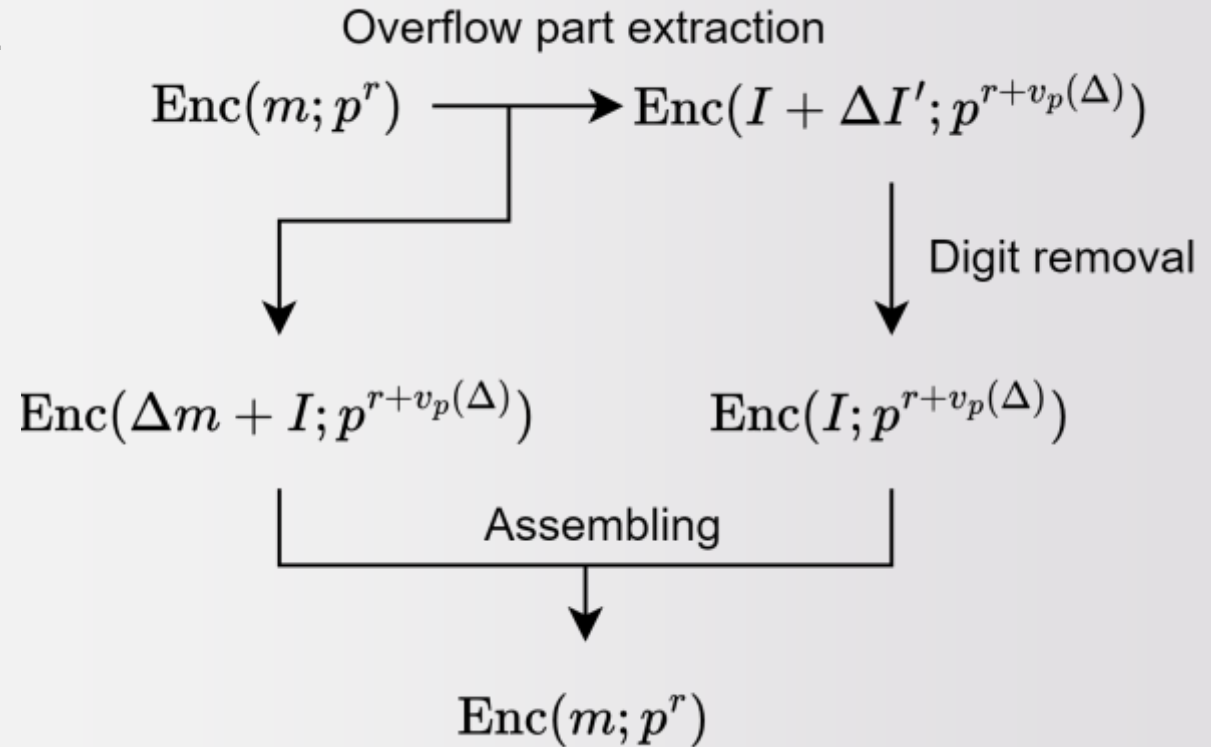 Overflow part extraction
Enc(m; p^r) Enc(I + ΔI′; p^{r+v_p(Δ)})
Digit removal
Enc(Δm + I; p^{r+v_p(Δ)}) Enc(I; p^{r+v_p(Δ)})
Assembling
Enc(m; p^r)